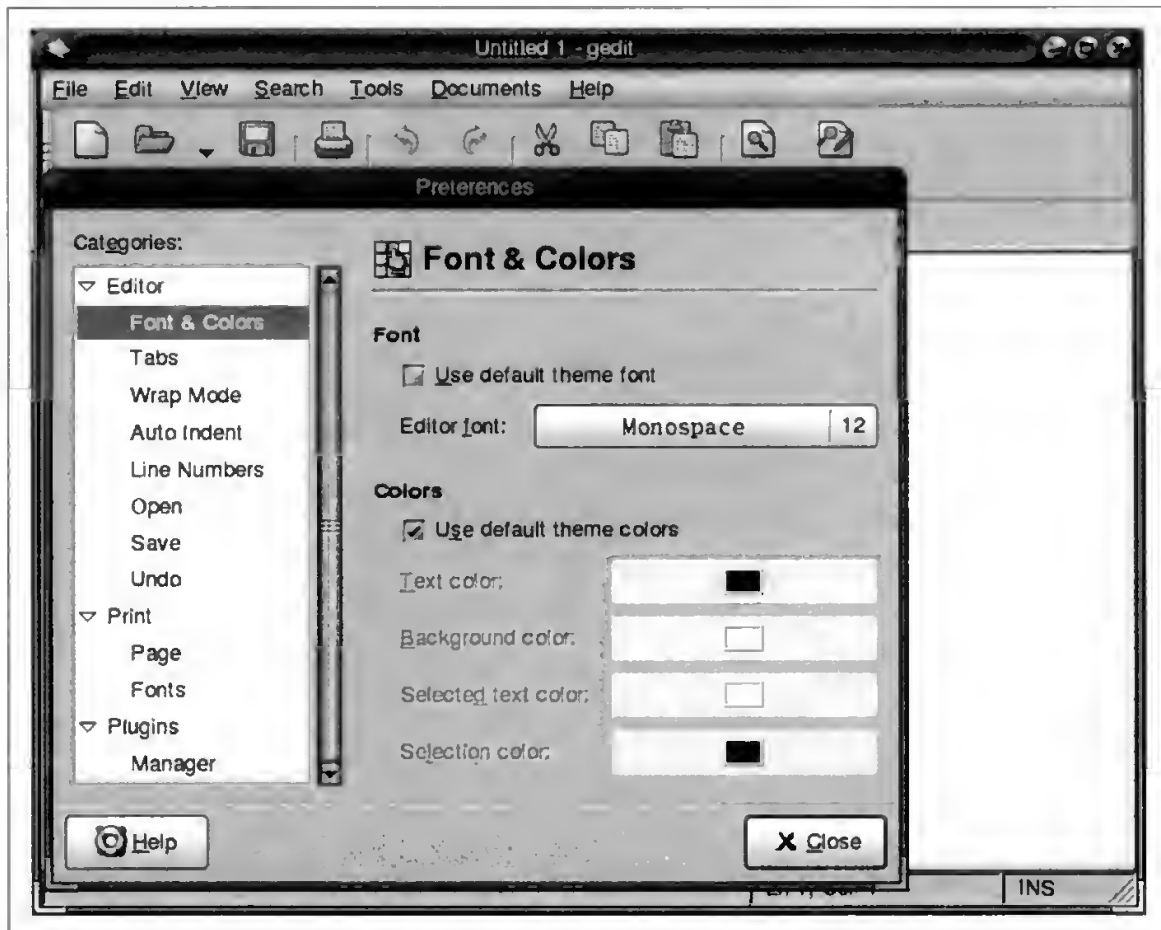 Untitled 1 - gedit
File Edit View Search Tools Documents Help
Preferences
Categories:
Editor
Font & Colors
Tabs
Wrap Mode
Auto Indent
Line Numbers
Open
Save
Undo
Print
Page
Fonts
Plugins
Manager
Font & Colors
Font
Use default theme font
Editor font: Monospace 12
Colors
Use default theme colors
Text color:
Background color:
Selected text color:
Selection color:
Help
Close
INS